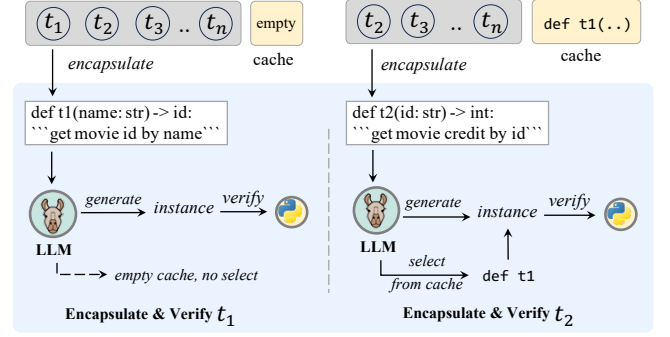 t1 t2 t3 .. tn
empty
encapsulate
cache
def t1(name: str) -> id:
```get movie id by name```
generate
instance
verify
LLM
empty cache, no select
Encapsulate & Verify t1
t2 t3 .. tn
def t1(..)
encapsulate
cache
def t2(id: str) -> int:
```get movie credit by id```
generate
instance
verify
LLM
select
from cache
def t1
Encapsulate & Verify t2